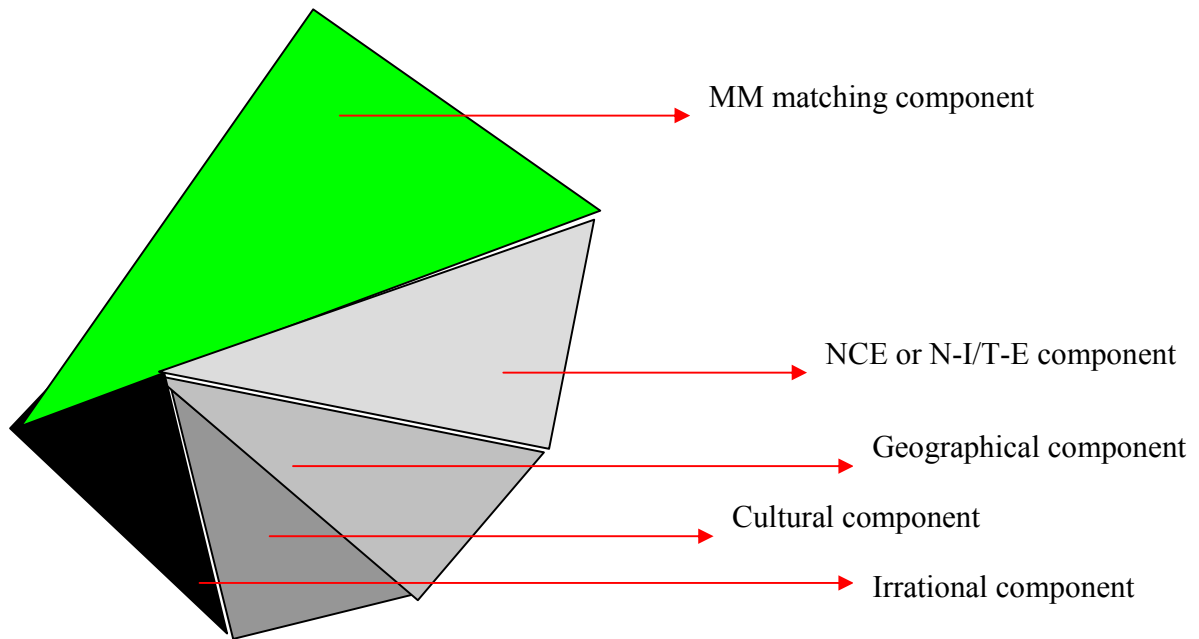 MM matching component
NCE or N-I/T-E component
Geographical component
Cultural component
Irrational component